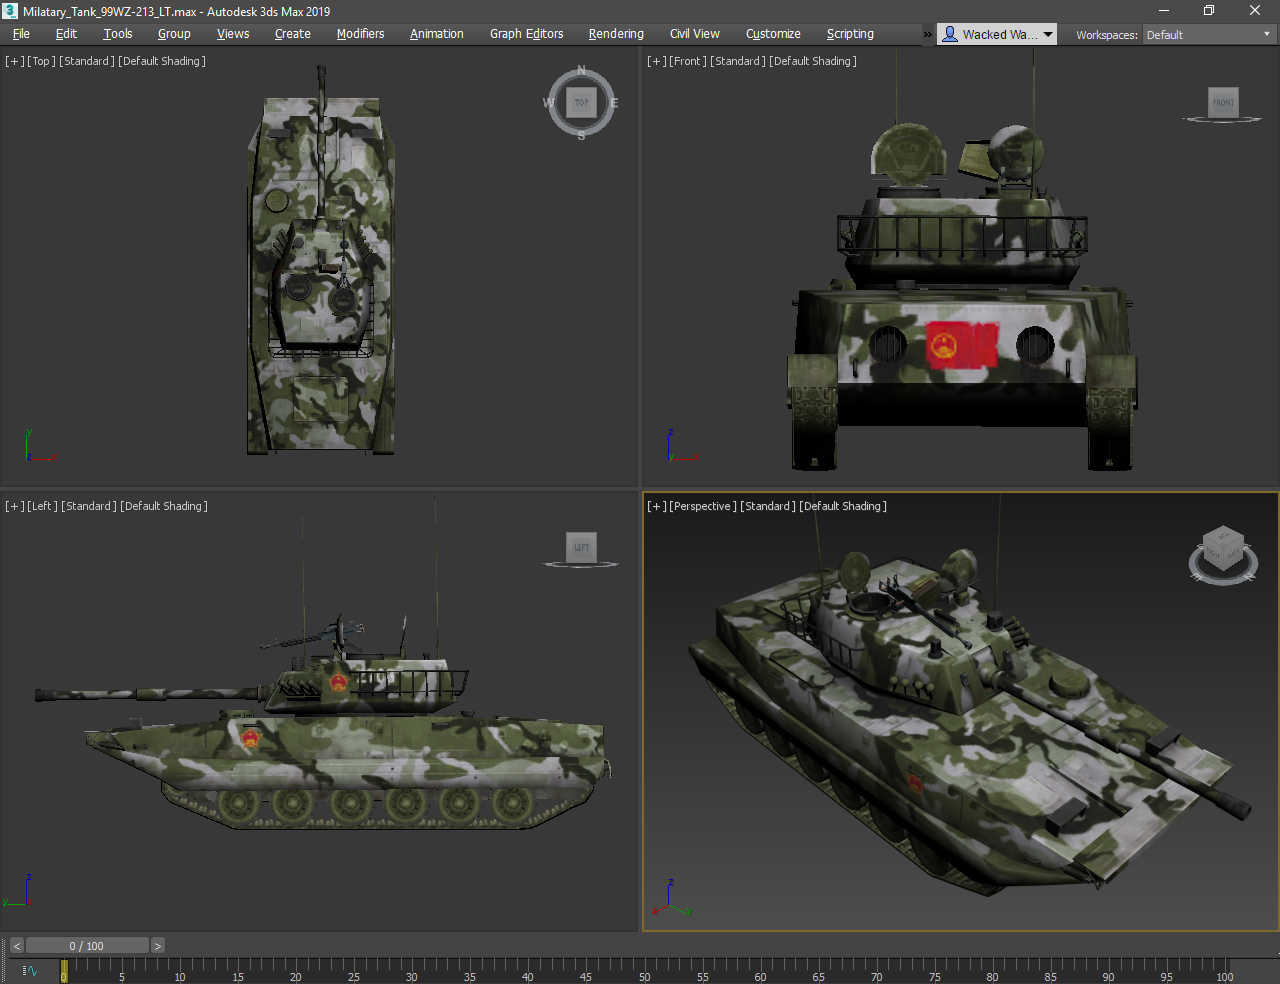 Milatary_Tank_99WZ-213_LT.max - Autodesk 3ds Max 2019
File Edit Tools Group Views Create Modifiers Animation Graph Editors Rendering Civil View Customize Scripting » Wacked Wa... Workspaces: Default
[+] [Top] [Standard] [Default Shading]
N
W TOP E
S
y
z x
[+] [Front] [Standard] [Default Shading]
FRONT
z
y x
[+] [Left] [Standard] [Default Shading]
LEFT
z
y x
[+] [Perspective] [Standard] [Default Shading]
z
x y
< 0 / 100 >
0 5 10 15 20 25 30 35 40 45 50 55 60 65 70 75 80 85 90 95 100